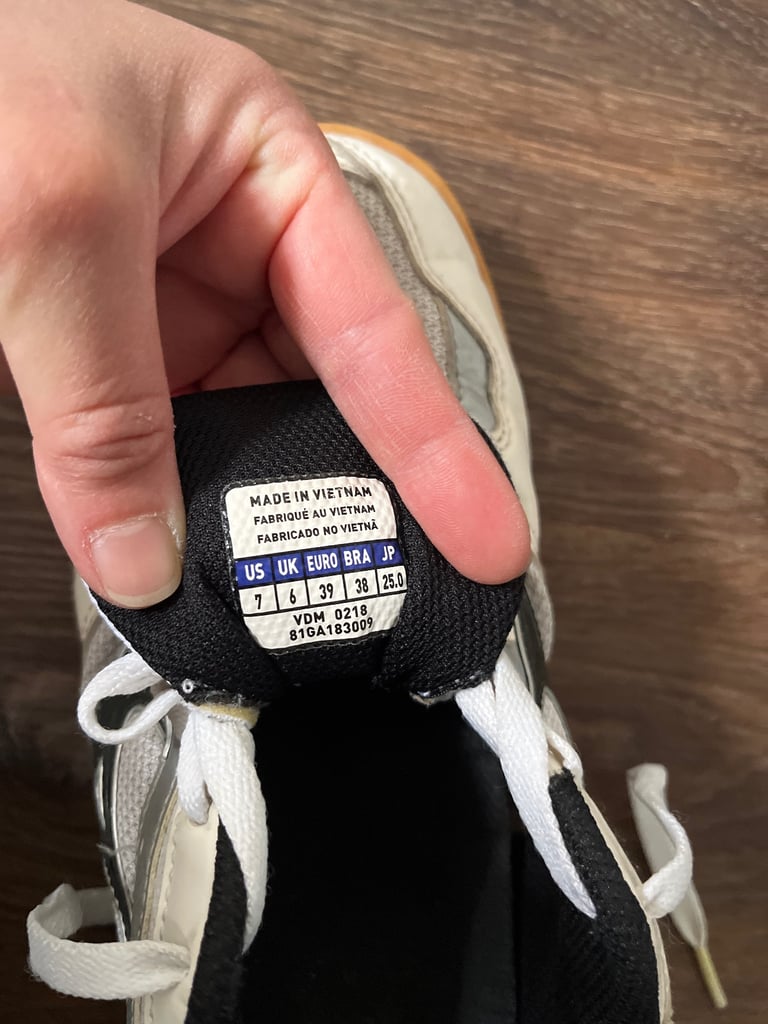 MADE IN VIETNAM
FABRIQUÉ AU VIETNAM
FABRICADO NO VIETNÃ
US UK EURO BRA JP
7 6 39 38 25.0
VDM 0218
81GA183009